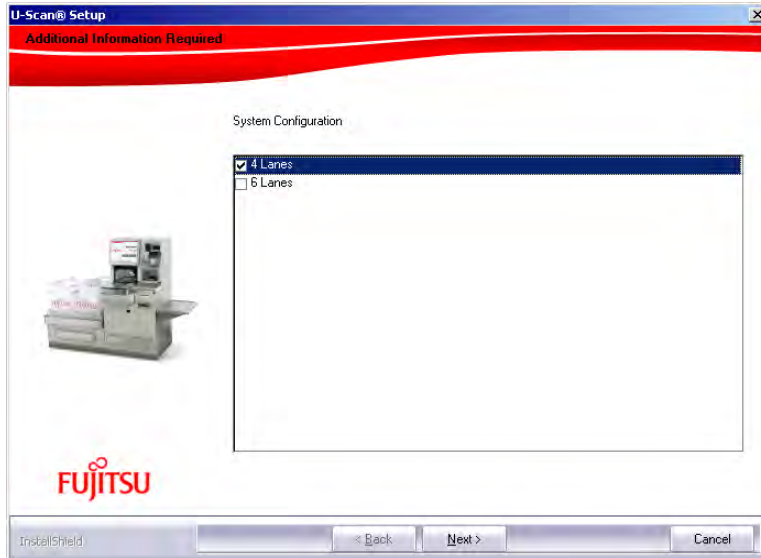 U-Scan® Setup
Additional Information Required
System Configuration
4 Lanes
6 Lanes
FUJITSU
InstallShield
< Back
Next >
Cancel